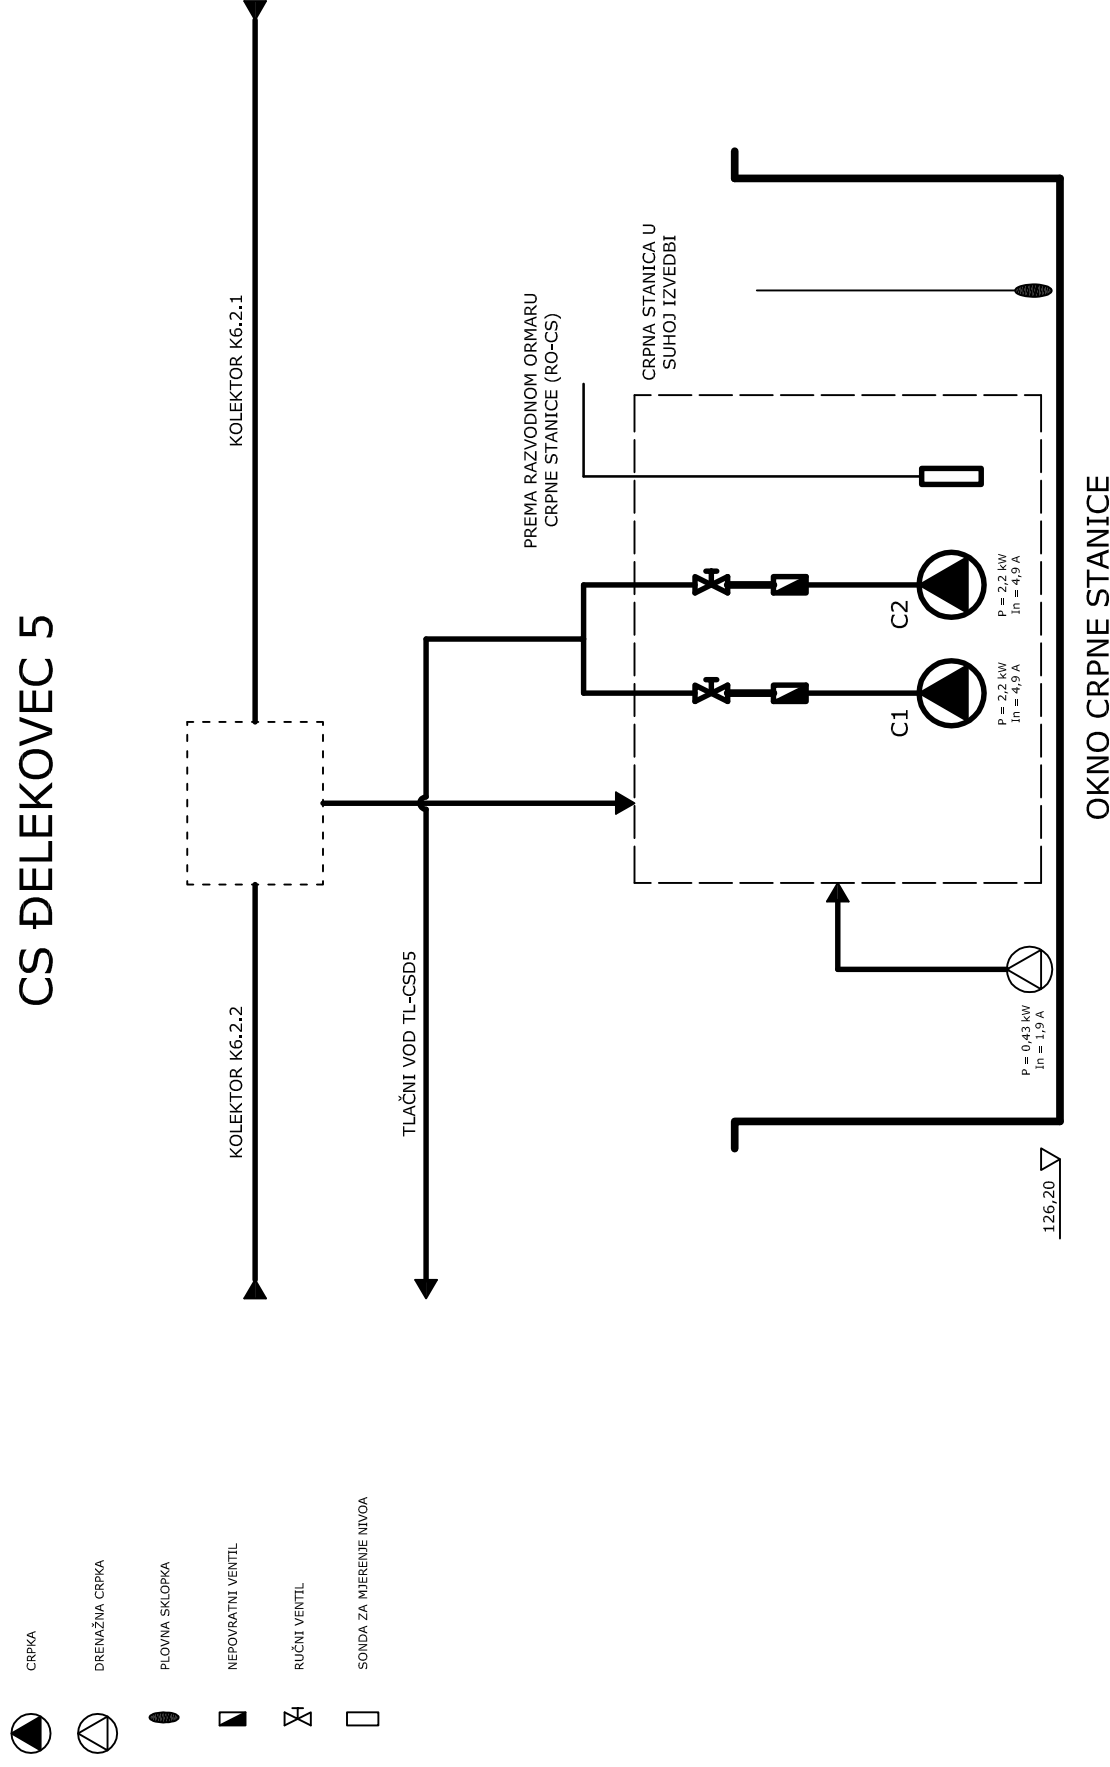 CS ĐELEKOVEC 5
KOLEKTOR K6.2.2
KOLEKTOR K6.2.1
TLAČNI VOD TL-CSD5
PREMA RAZVODNOM ORMARU
CRPNE STANICE (RO-CS)
CRPNA STANICA U
SUHOJ IZVEDBI
C1
C2
P = 2,2 kW
In = 4,9 A
P = 2,2 kW
In = 4,9 A
P = 0,43 kW
In = 1,9 A
126,20
OKNO CRPNE STANICE
CRPKA
DRENAŽNA CRPKA
PLOVNA SKLOPKA
NEPOVRATNI VENTIL
RUČNI VENTIL
SONDA ZA MJERENJE NIVOA